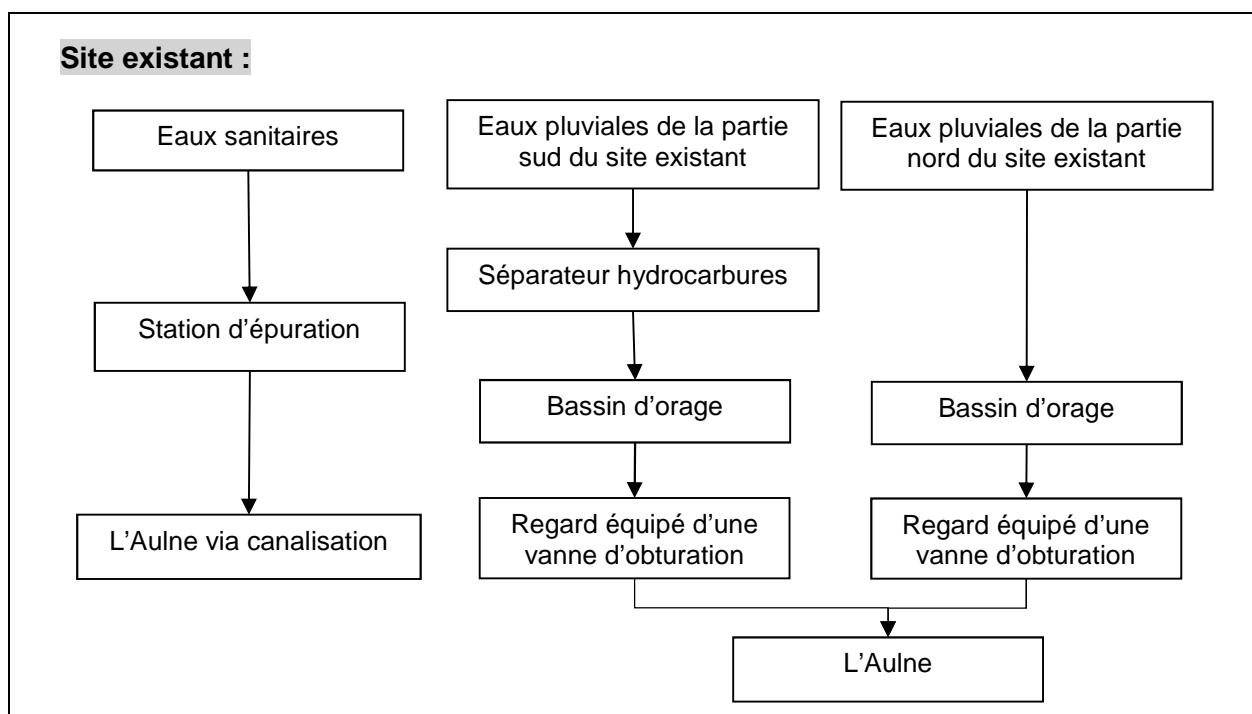 Site existant :
Eaux sanitaires
Eaux pluviales de la partie
sud du site existant
Eaux pluviales de la partie
nord du site existant
Séparateur hydrocarbures
Station d’épuration
Bassin d’orage
Bassin d’orage
L’Aulne via canalisation
Regard équipé d’une
vanne d’obturation
Regard équipé d’une
vanne d’obturation
L’Aulne